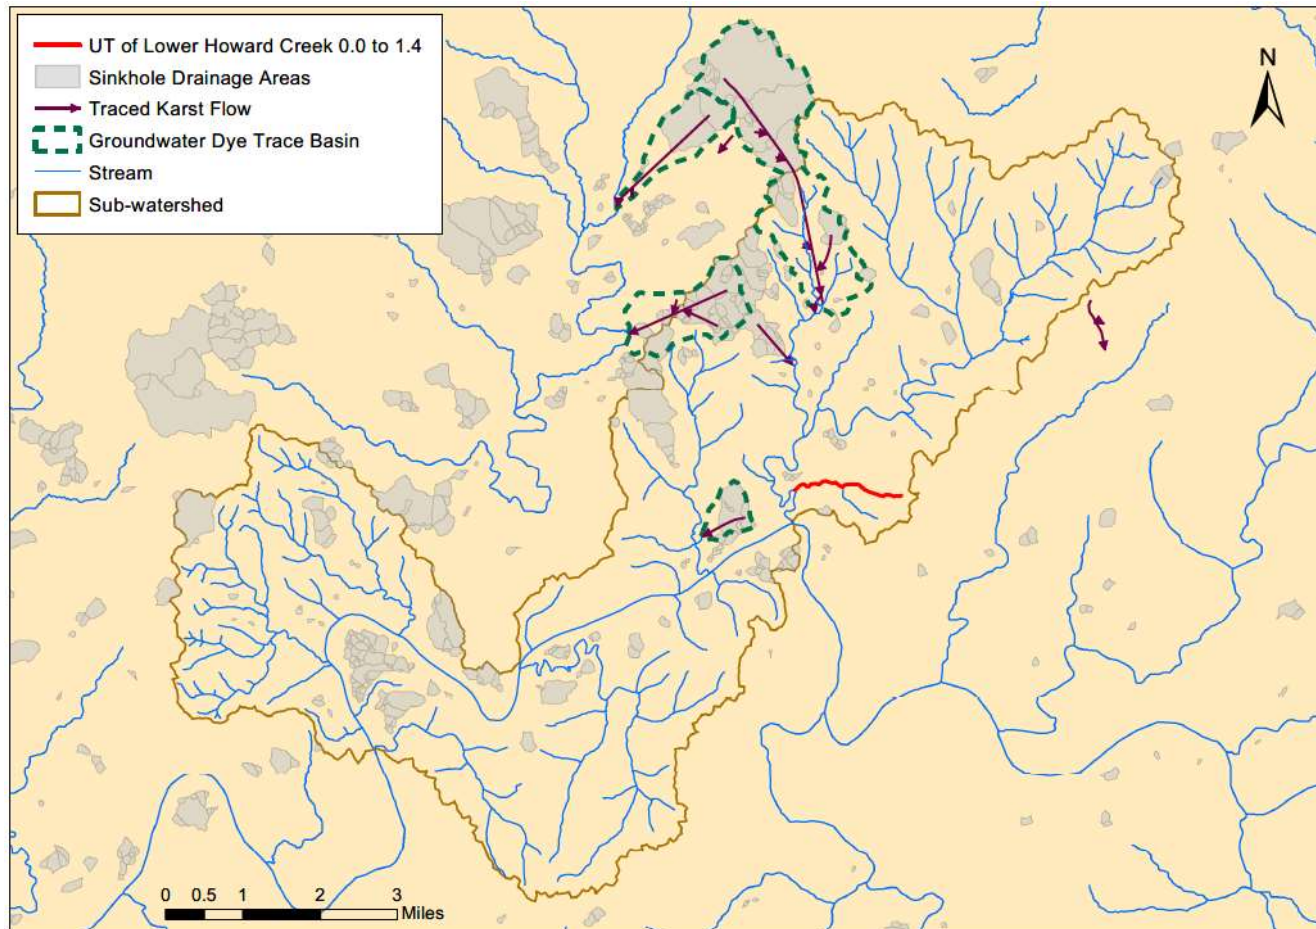 UT of Lower Howard Creek 0.0 to 1.4
Sinkhole Drainage Areas
Traced Karst Flow
Groundwater Dye Trace Basin
Stream
Sub-watershed
N
0 0.5 1 2 3
Miles